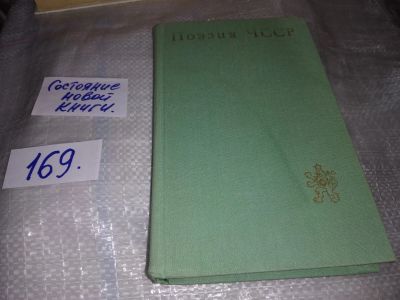 Поэзия ЧССР
Состояние
новой
книги.
169.